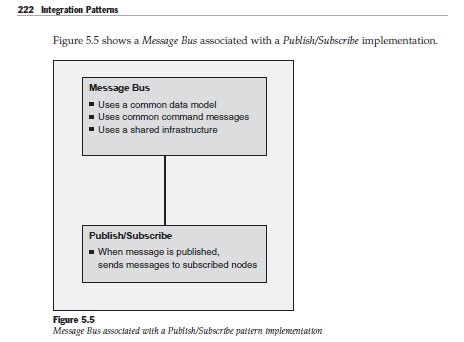 222 Integration Patterns
Figure 5.5 shows a Message Bus associated with a Publish/Subscribe implementation.
Message Bus
▪ Uses a common data model
▪ Uses common command messages
▪ Uses a shared infrastructure
Publish/Subscribe
▪ When message is published,
sends messages to subscribed nodes
Figure 5.5
Message Bus associated with a Publish/Subscribe pattern implementation